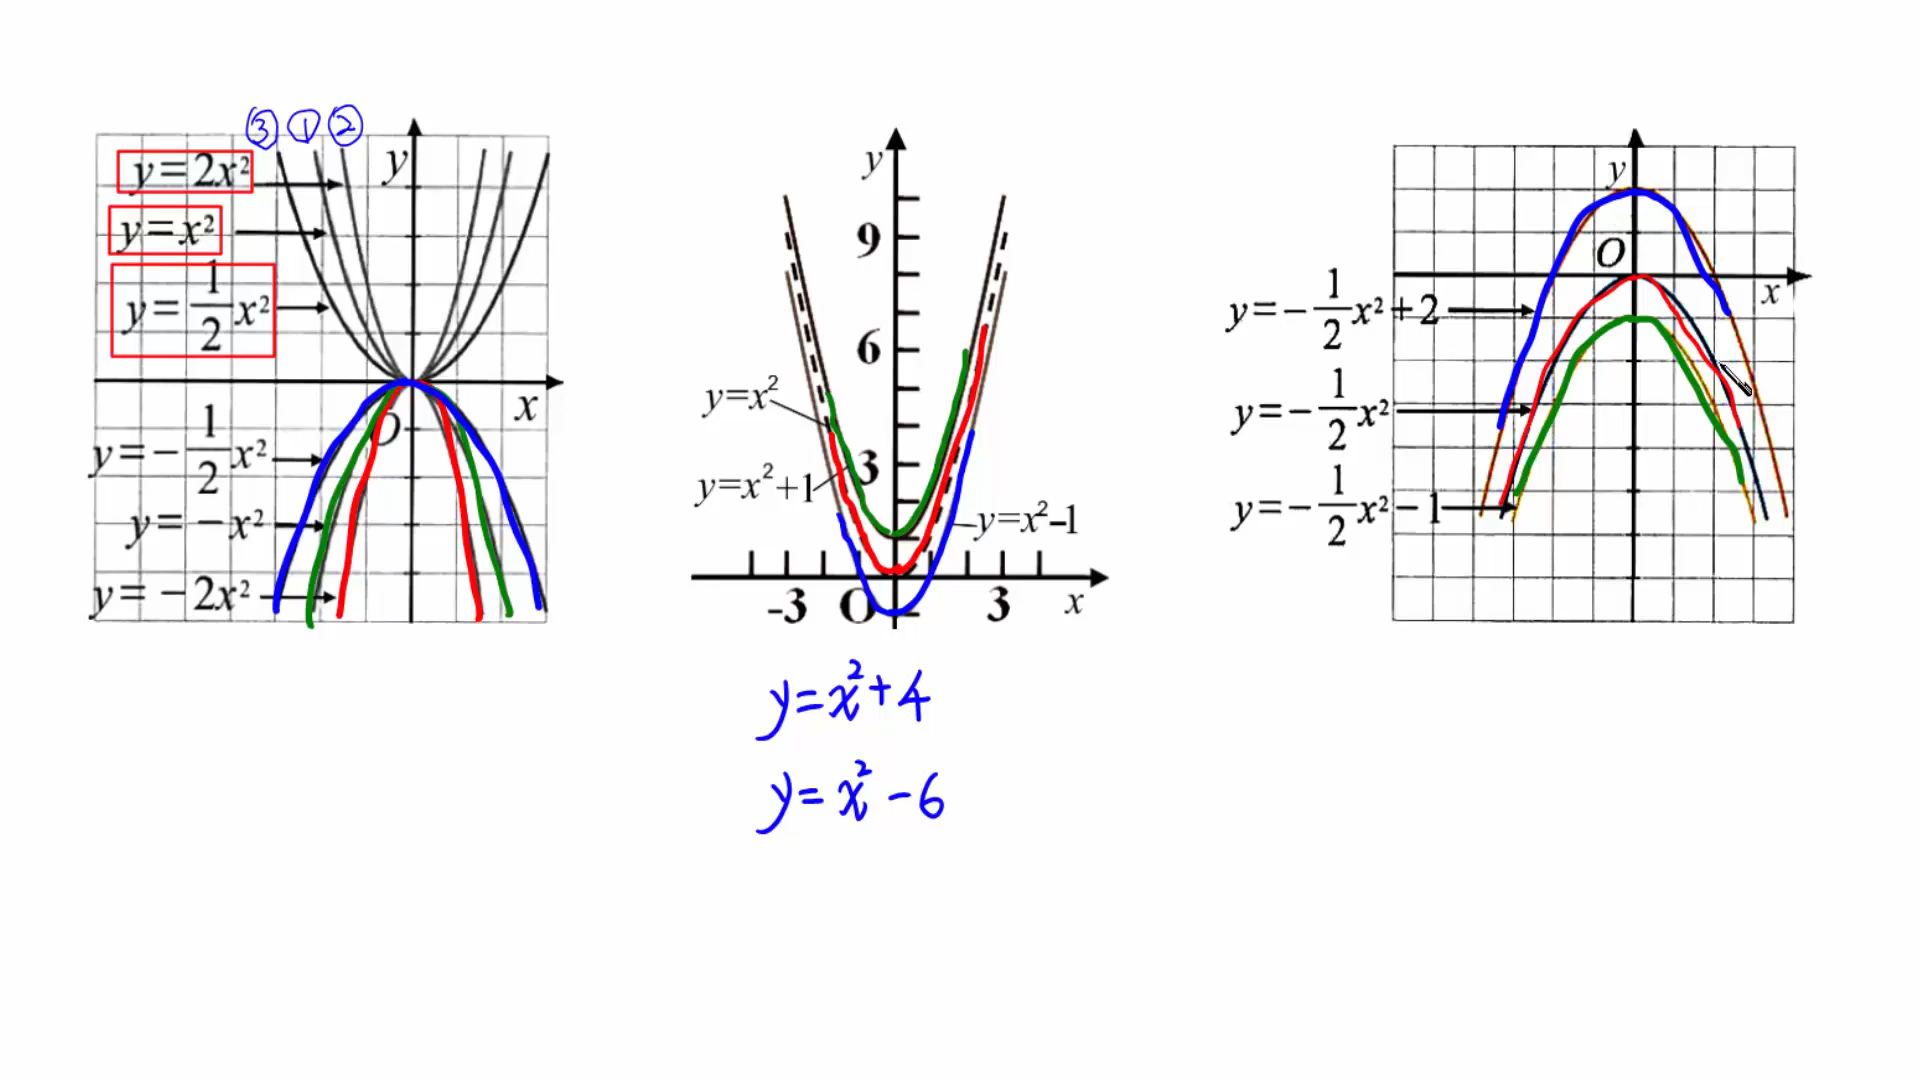 ③ ① ②
y
y=2x²
y=x²
y=1/2x²
x
O
y=-1/2x²
y=-x²
y=-2x²
y
9
6
y=x²
3
y=x²+1
y=x²-1
-3 O 3 x
y=x²+4
y=x²-6
y
O
x
y=-1/2x²+2
y=-1/2x²
y=-1/2x²-1